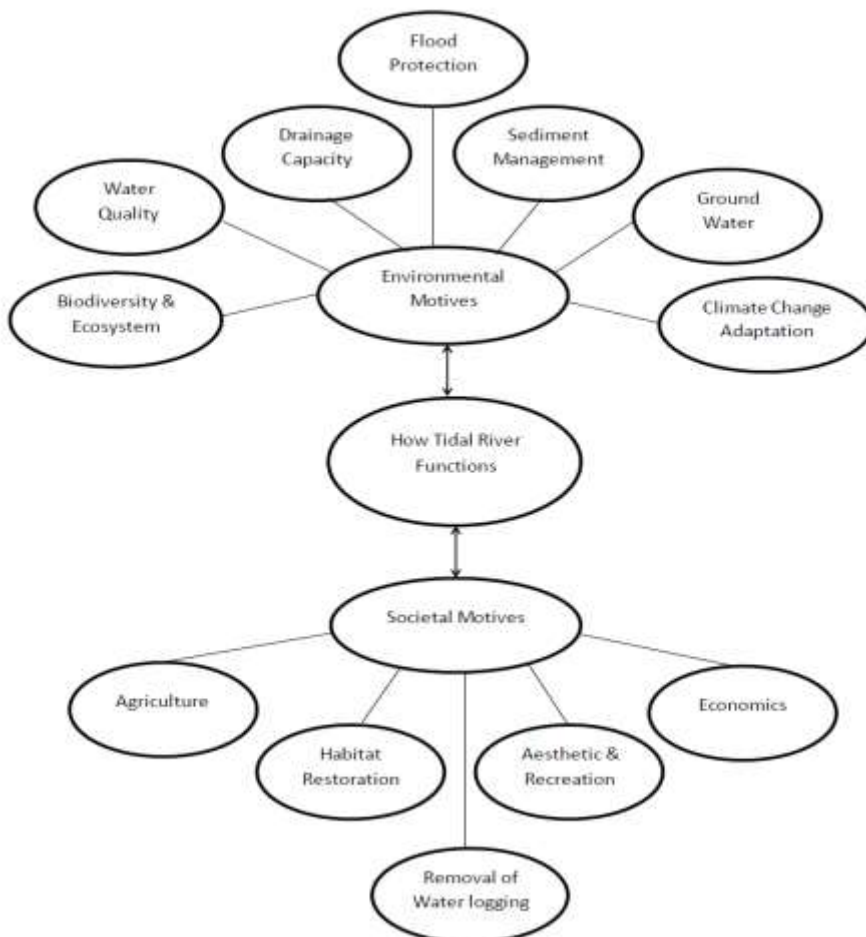 Flood
Protection
Drainage
Capacity
Sediment
Management
Water
Quality
Ground
Water
Environmental
Motives
Biodiversity &
Ecosystem
Climate Change
Adaptation
How Tidal River
Functions
Societal Motives
Agriculture
Economics
Habitat
Restoration
Aesthetic &
Recreation
Removal of
Water logging